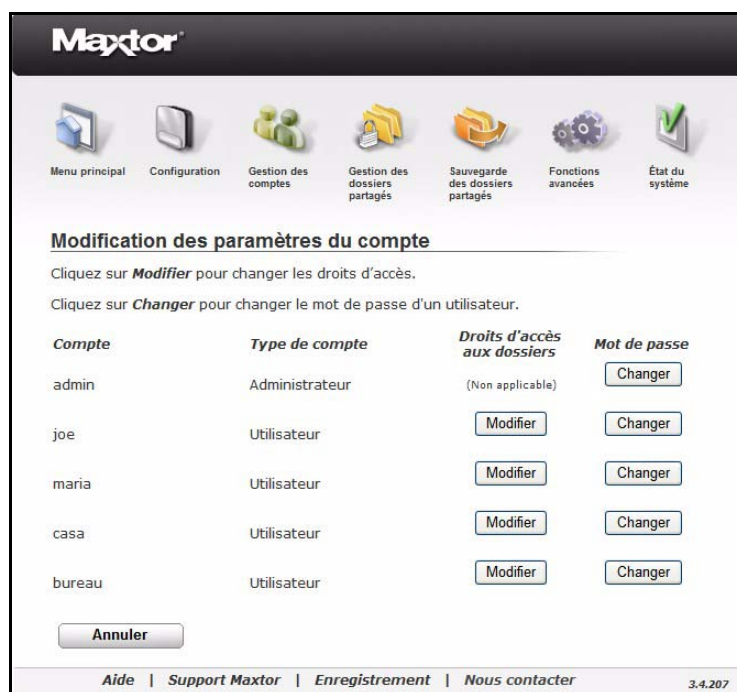 Maxtor
Menu principal
Configuration
Gestion des
comptes
Gestion des
dossiers
partagés
Sauvegarde
des dossiers
partagés
Fonctions
avancées
État du
système
Modification des paramètres du compte
Cliquez sur Modifier pour changer les droits d'accès.
Cliquez sur Changer pour changer le mot de passe d'un utilisateur.
Compte Type de compte Droits d'accès
aux dossiers Mot de passe
admin Administrateur (Non applicable) Changer
joe Utilisateur Modifier Changer
maria Utilisateur Modifier Changer
casa Utilisateur Modifier Changer
bureau Utilisateur Modifier Changer
Annuler
Aide | Support Maxtor | Enregistrement | Nous contacter 3.4.207